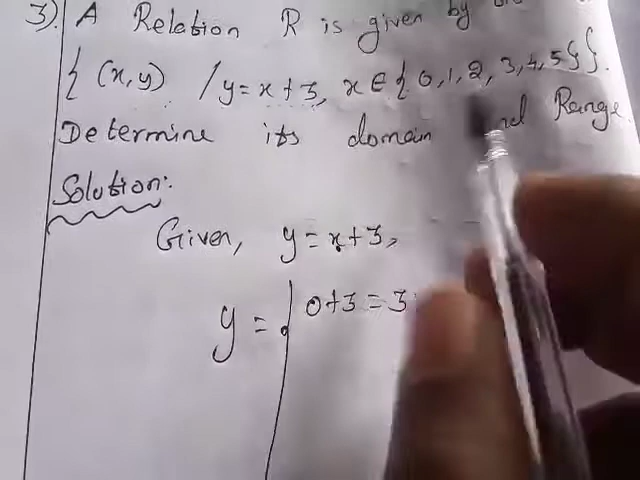 3). A Relation R is given by
{ (x,y) / y = x + 3, x ∈ { 0, 1, 2, 3, 4, 5 } }.
Determine its domain Range
Solution:
Given, y = x + 3,
y = { 0 + 3 = 3